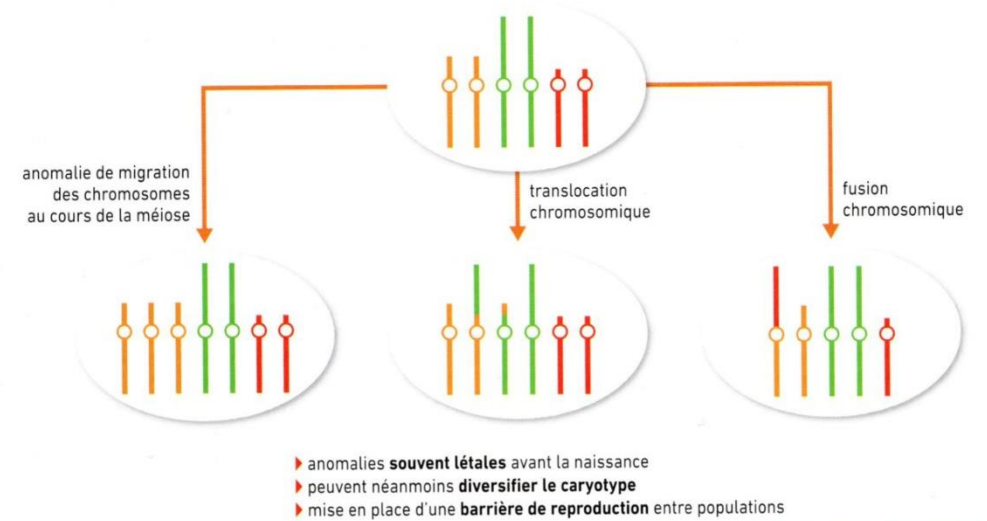 anomalie de migration
des chromosomes
au cours de la méiose
translocation
chromosomique
fusion
chromosomique
anomalies souvent létales avant la naissance
peuvent néanmoins diversifier le caryotype
mise en place d'une barrière de reproduction entre populations